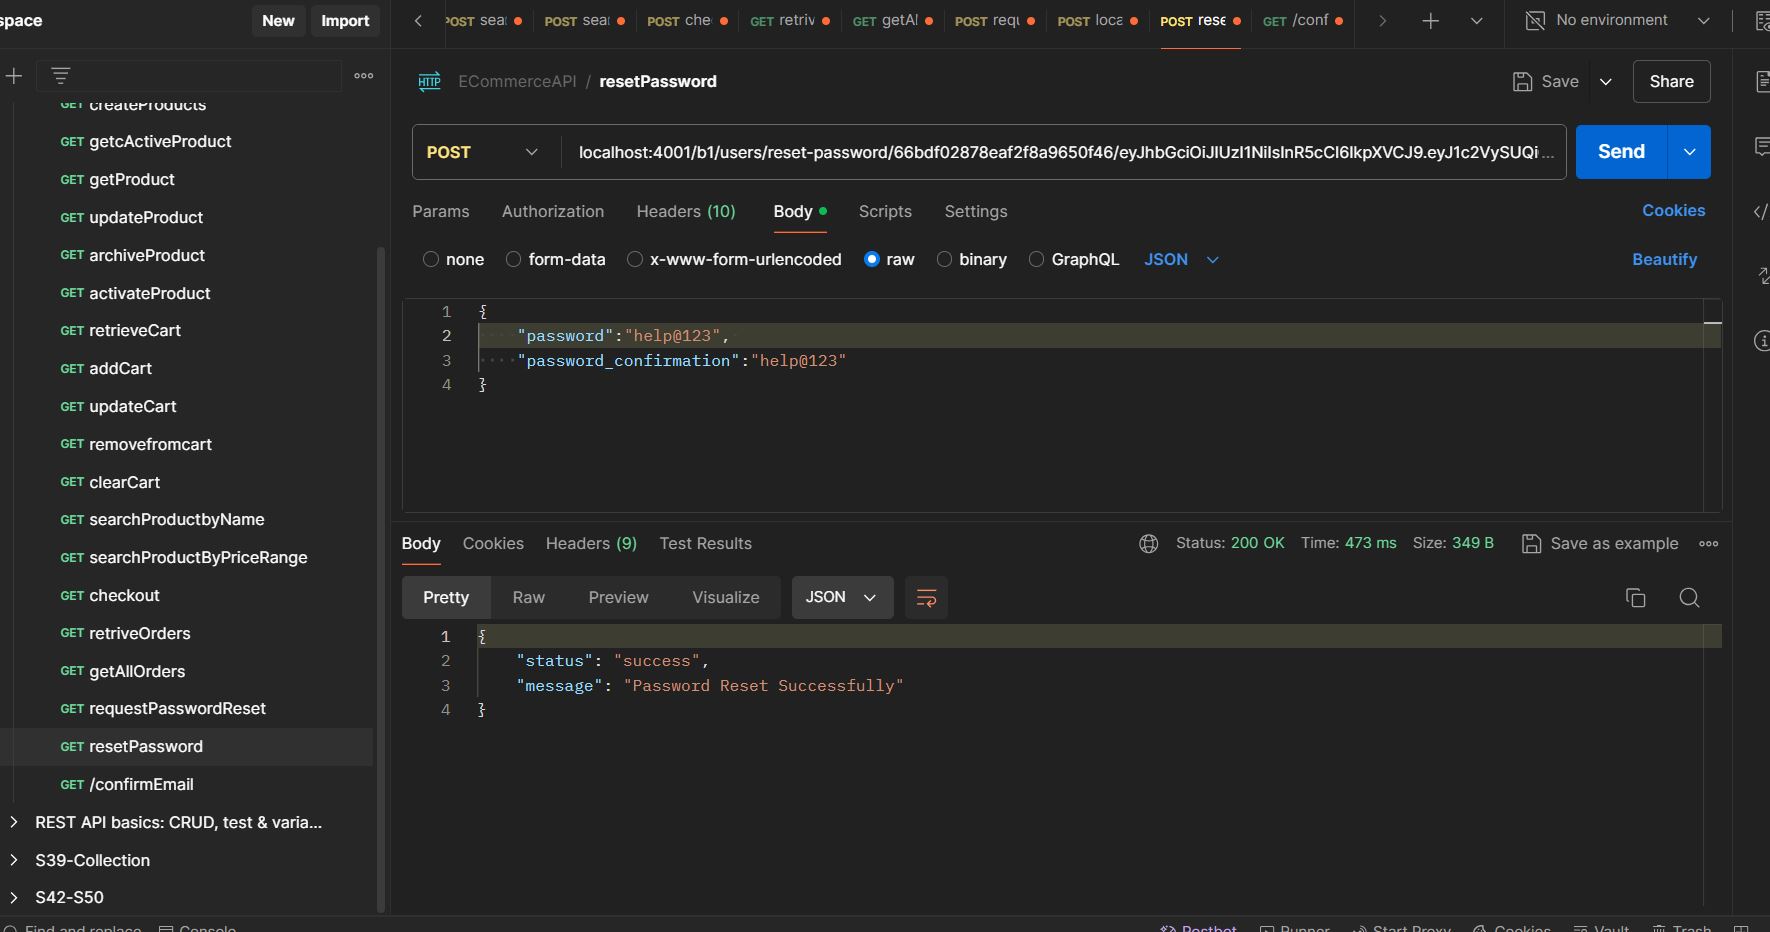 space
New
Import
POST sear
POST sear
POST che
GET retriv
GET getAl
POST requ
POST loca
POST rese
GET /conf
No environment
HTTP ECommerceAPI / resetPassword
Save
Share
POST
localhost:4001/b1/users/reset-password/66bdf02878eaf2f8a9650f46/eyJhbGciOiJIUzI1NiIsInR5cCI6IkpXVCJ9.eyJ1c2VySUQi...
Send
Params
Authorization
Headers (10)
Body
Scripts
Settings
Cookies
none
form-data
x-www-form-urlencoded
raw
binary
GraphQL
JSON
Beautify
1 {
2 "password":"help@123",
3 "password_confirmation":"help@123"
4 }
Body
Cookies
Headers (9)
Test Results
Status: 200 OK
Time: 473 ms
Size: 349 B
Save as example
Pretty
Raw
Preview
Visualize
JSON
1 {
2 "status": "success",
3 "message": "Password Reset Successfully"
4 }
GET createProducts
GET getcActiveProduct
GET getProduct
GET updateProduct
GET archiveProduct
GET activateProduct
GET retrieveCart
GET addCart
GET updateCart
GET removefromcart
GET clearCart
GET searchProductbyName
GET searchProductByPriceRange
GET checkout
GET retriveOrders
GET getAllOrders
GET requestPasswordReset
GET resetPassword
GET /confirmEmail
REST API basics: CRUD, test & varia...
S39-Collection
S42-S50
Find and replace
Console
Postbot
Runner
Start Proxy
Cookies
Vault
Trash